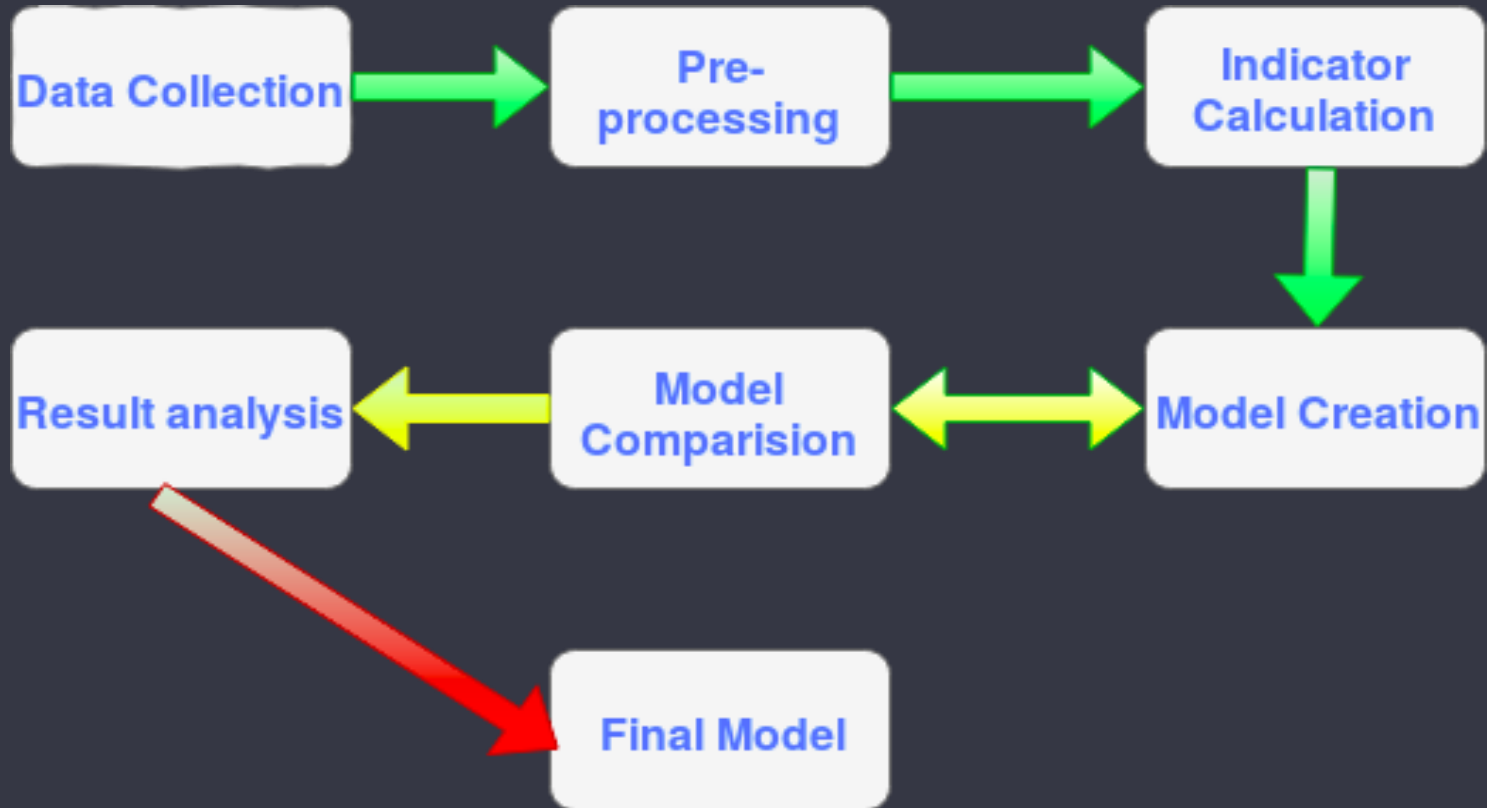 Data Collection
Pre-
processing
Indicator
Calculation
Result analysis
Model
Comparision
Model Creation
Final Model